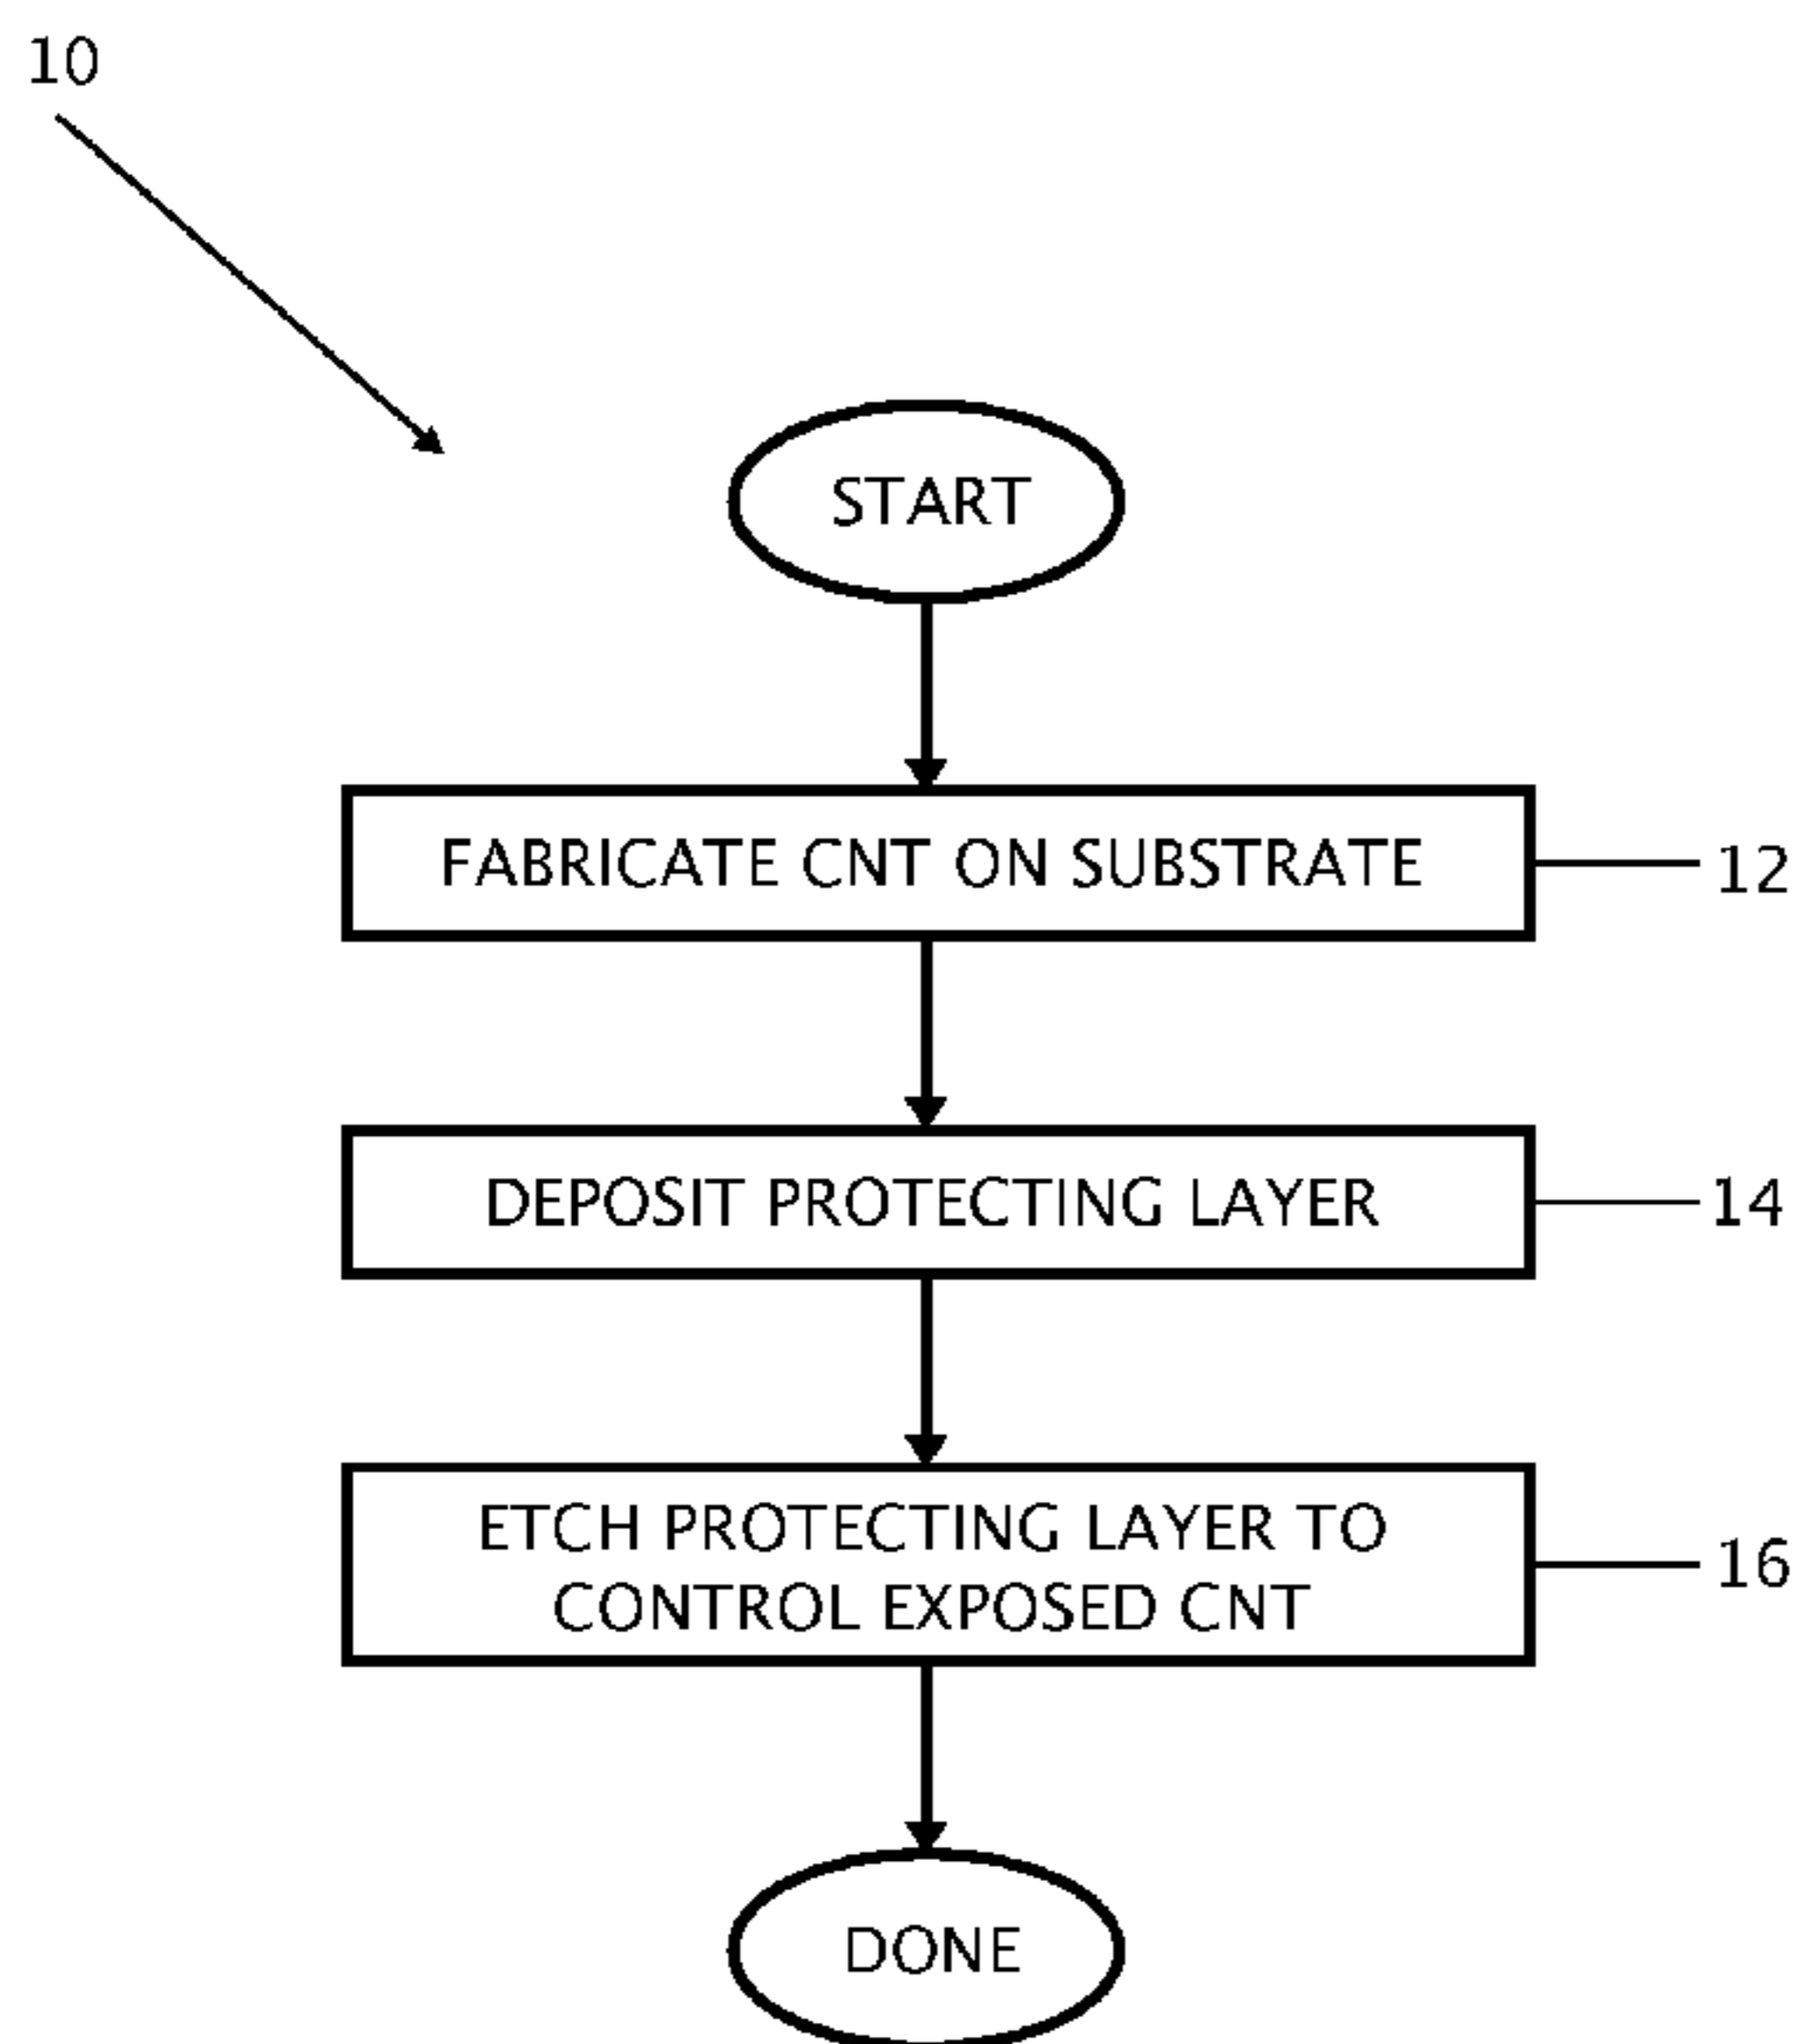 10
START
FABRICATE CNT ON SUBSTRATE
12
DEPOSIT PROTECTING LAYER
14
ETCH PROTECTING LAYER TO
CONTROL EXPOSED CNT
16
DONE